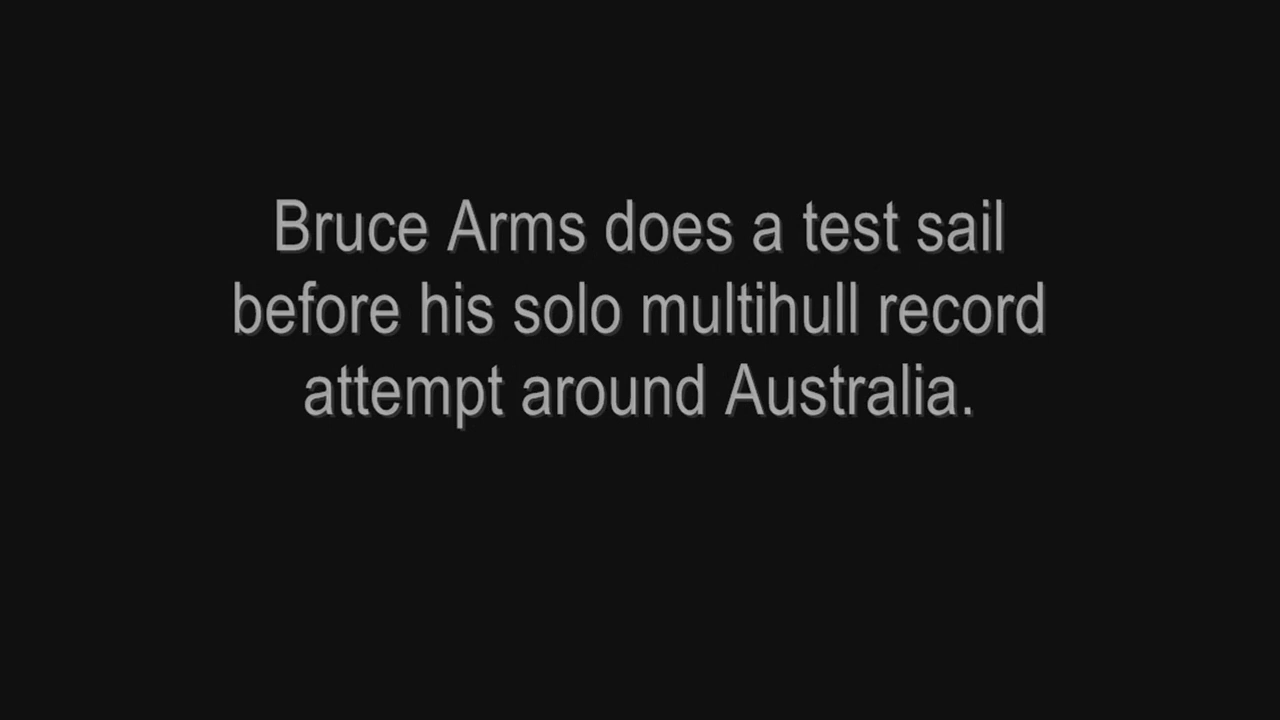 Bruce Arms does a test sail
before his solo multihull record
attempt around Australia.